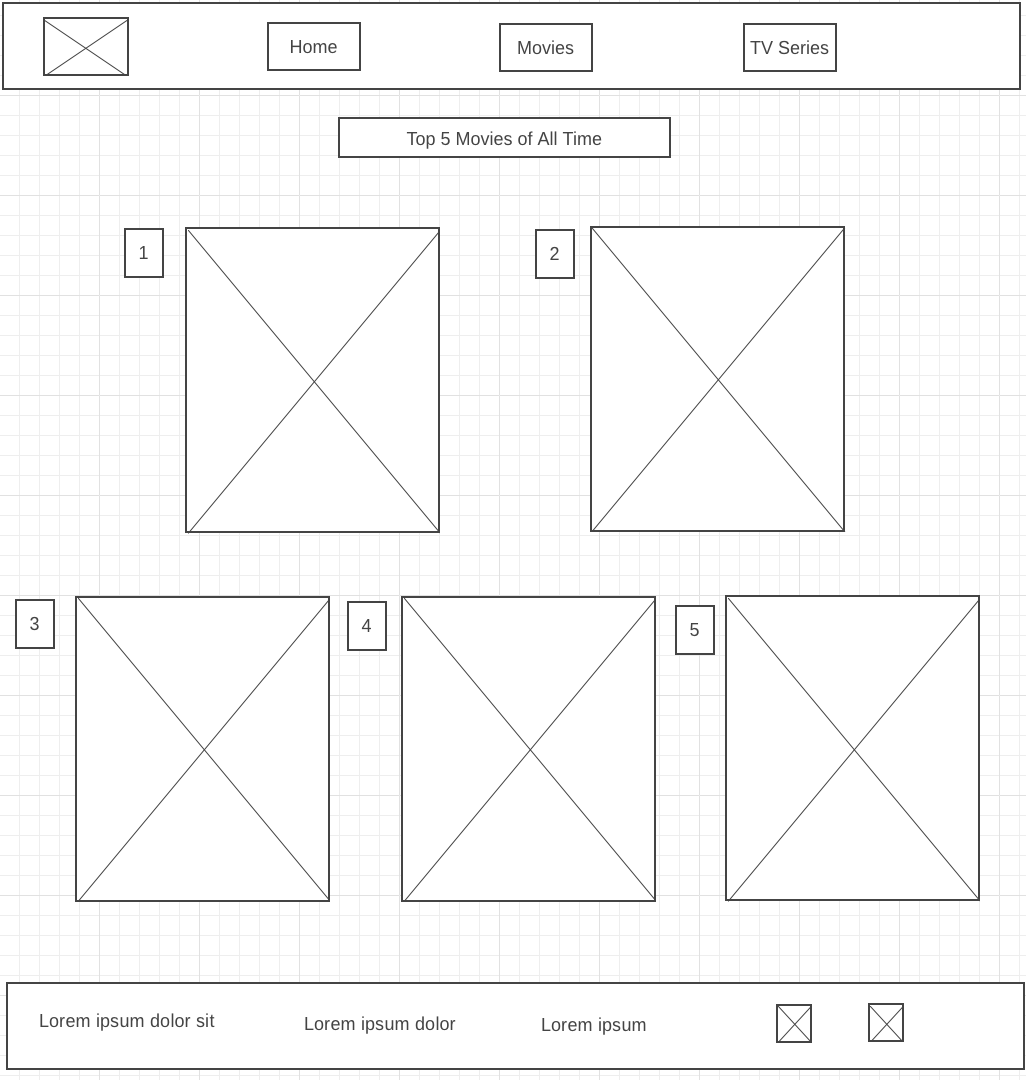 Home
Movies
TV Series
Top 5 Movies of All Time
1
2
3
4
5
Lorem ipsum dolor sit
Lorem ipsum dolor
Lorem ipsum